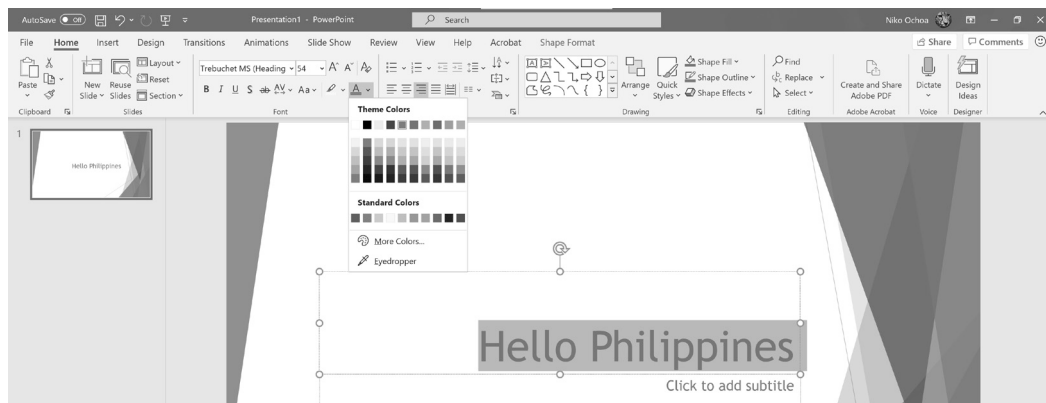 AutoSave Off Presentation1 - PowerPoint Search Niko Ochoa
File Home Insert Design Transitions Animations Slide Show Review View Help Acrobat Shape Format Share Comments
Paste
New Slide
Reuse Slides
Layout
Reset
Section
Trebuchet MS (Heading 54
B I U S ab AV Aa A
Arrange
Quick Styles
Shape Fill
Shape Outline
Shape Effects
Find
Replace
Select
Create and Share Adobe PDF
Dictate
Design Ideas
Clipboard Slides Font Drawing Editing Adobe Acrobat Voice Designer
Theme Colors
Standard Colors
More Colors...
Eyedropper
1
Hello Philippines
Hello Philippines
Click to add subtitle